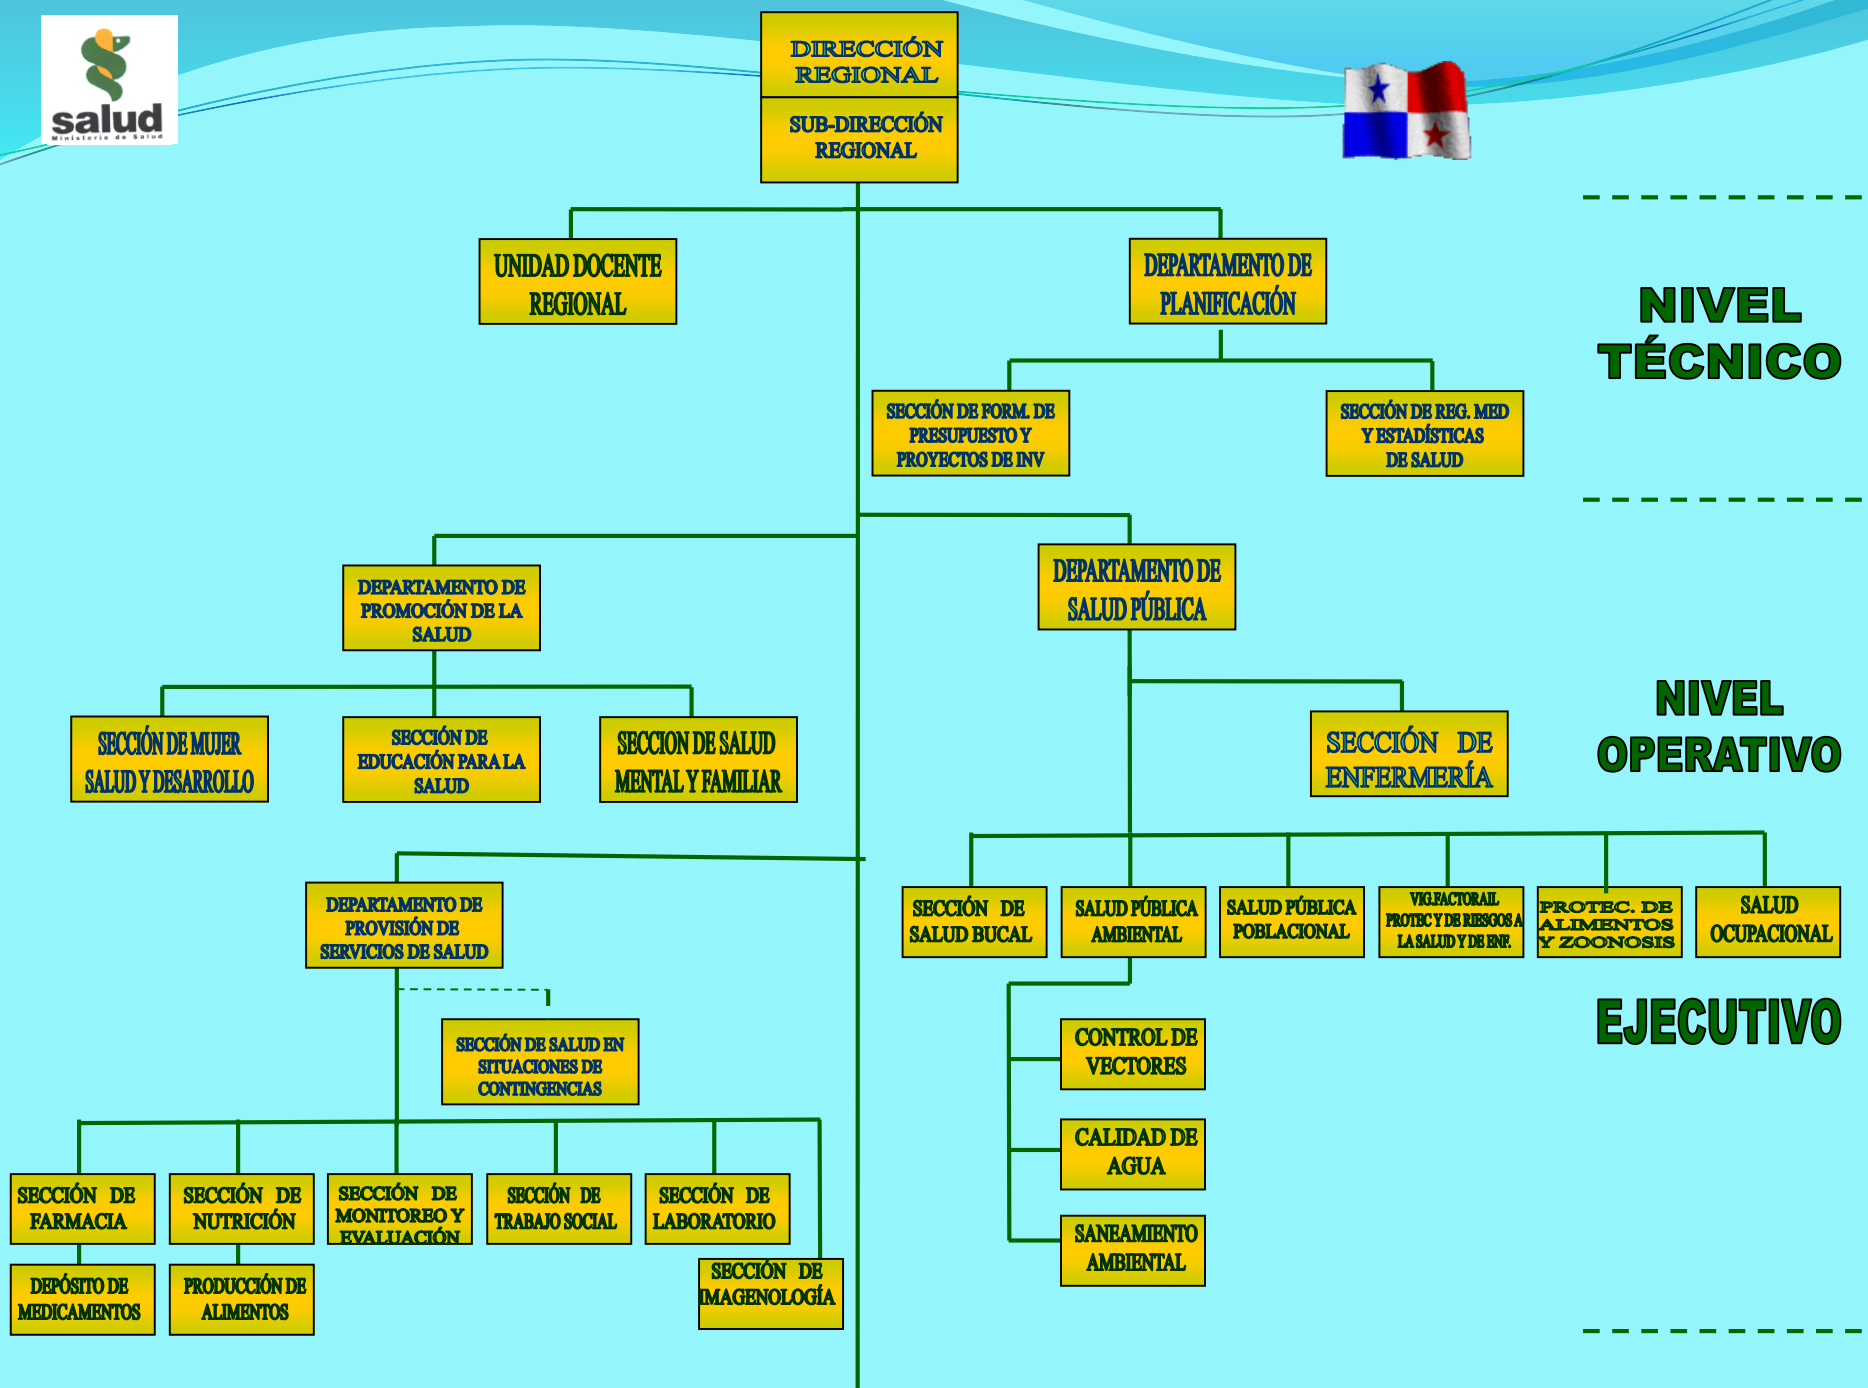 salud
Ministerio de Salud
DIRECCIÓN
REGIONAL
SUB-DIRECCIÓN
REGIONAL
UNIDAD DOCENTE
REGIONAL
DEPARTAMENTO DE
PLANIFICACIÓN
NIVEL
TÉCNICO
SECCIÓN DE FORM. DE
PRESUPUESTO Y
PROYECTOS DE INV
SECCIÓN DE REG. MED
Y ESTADÍSTICAS
DE SALUD
DEPARTAMENTO DE
PROMOCIÓN DE LA
SALUD
DEPARTAMENTO DE
SALUD PÚBLICA
NIVEL
OPERATIVO
SECCIÓN DE MUJER
SALUD Y DESARROLLO
SECCIÓN DE
EDUCACIÓN PARA LA
SALUD
SECCION DE SALUD
MENTAL Y FAMILIAR
SECCIÓN DE
ENFERMERÍA
DEPARTAMENTO DE
PROVISIÓN DE
SERVICIOS DE SALUD
SECCIÓN DE
SALUD BUCAL
SALUD PÚBLICA
AMBIENTAL
SALUD PÚBLICA
POBLACIONAL
VIG.FACTORAIL
PROTEC Y DE RIESGOS A
LA SALUD Y DE ENF.
PROTEC. DE
ALIMENTOS
Y ZOONOSIS
SALUD
OCUPACIONAL
EJECUTIVO
SECCIÓN DE SALUD EN
SITUACIONES DE
CONTINGENCIAS
CONTROL DE
VECTORES
CALIDAD DE
AGUA
SANEAMIENTO
AMBIENTAL
SECCIÓN DE
FARMACIA
SECCIÓN DE
NUTRICIÓN
SECCIÓN DE
MONITOREO Y
EVALUACIÓN
SECCIÓN DE
TRABAJO SOCIAL
SECCIÓN DE
LABORATORIO
SECCIÓN DE
IMAGENOLOGÍA
DEPÓSITO DE
MEDICAMENTOS
PRODUCCIÓN DE
ALIMENTOS